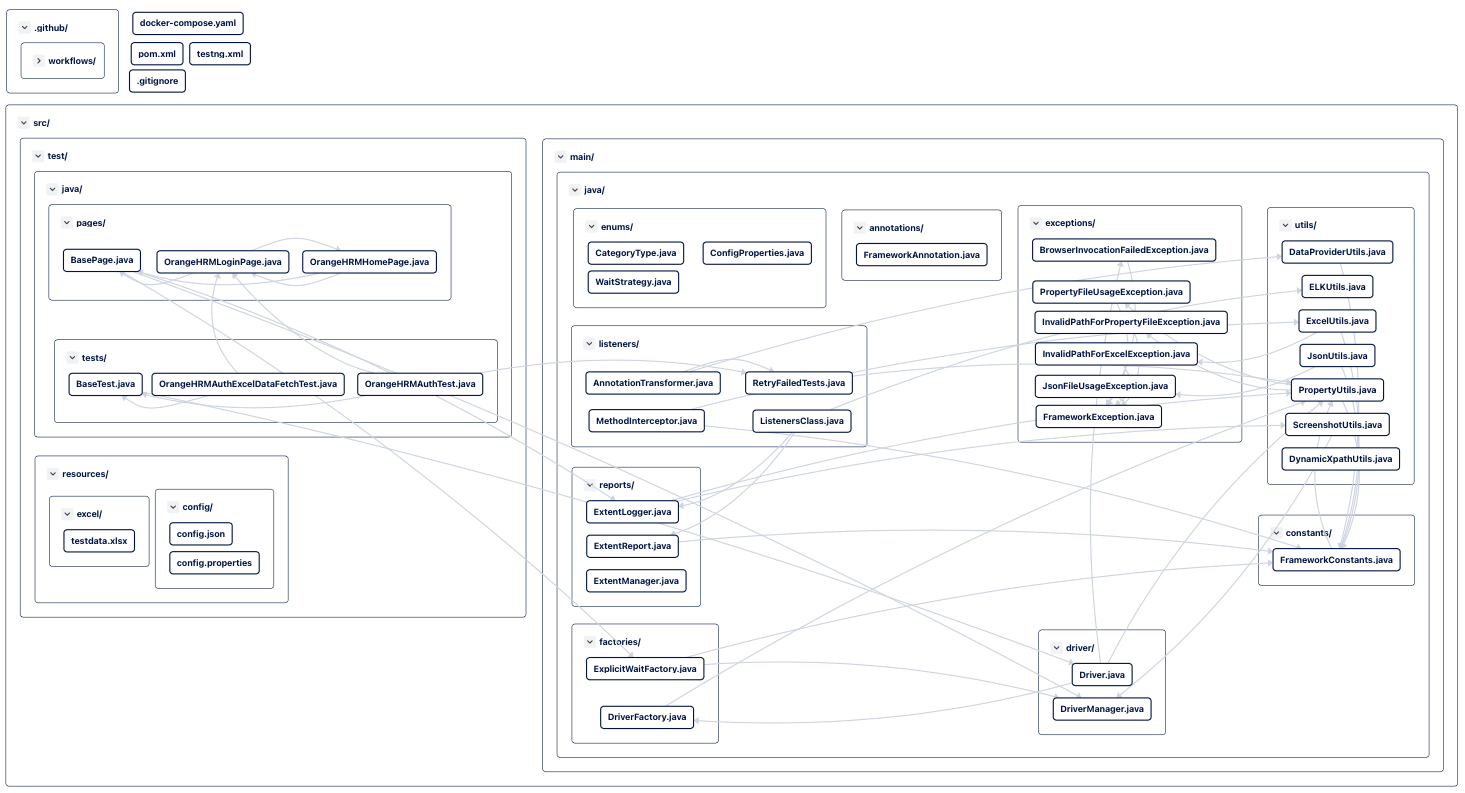 .github/
workflows/
docker-compose.yaml
pom.xml
testng.xml
.gitignore
src/
test/
java/
pages/
BasePage.java
OrangeHRMLoginPage.java
OrangeHRMHomePage.java
tests/
BaseTest.java
OrangeHRMAuthExcelDataFetchTest.java
OrangeHRMAuthTest.java
resources/
excel/
testdata.xlsx
config/
config.json
config.properties
main/
java/
enums/
CategoryType.java
ConfigProperties.java
WaitStrategy.java
annotations/
FrameworkAnnotation.java
exceptions/
BrowserInvocationFailedException.java
PropertyFileUsageException.java
InvalidPathForPropertyFileException.java
InvalidPathForExcelException.java
JsonFileUsageException.java
FrameworkException.java
utils/
DataProviderUtils.java
ELKUtils.java
ExcelUtils.java
JsonUtils.java
PropertyUtils.java
ScreenshotUtils.java
DynamicXpathUtils.java
listeners/
AnnotationTransformer.java
RetryFailedTests.java
MethodInterceptor.java
ListenersClass.java
reports/
ExtentLogger.java
ExtentReport.java
ExtentManager.java
constants/
FrameworkConstants.java
factories/
ExplicitWaitFactory.java
DriverFactory.java
driver/
Driver.java
DriverManager.java